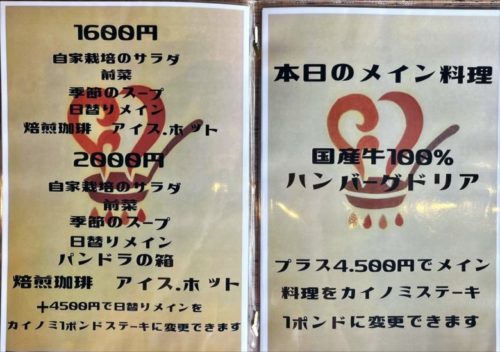 1600円
自家栽培のサラダ
前菜
季節のスープ
日替りメイン
焙煎珈琲 アイス.ホット
2000円
自家栽培のサラダ
前菜
季節のスープ
日替りメイン
パンドラの箱
焙煎珈琲 アイス.ホット
+4500円で日替りメインを
カイノミ1ポンドステーキに変更できます
本日のメイン料理
国産牛100%
ハンバーグドリア
プラス4.500円でメイン
料理をカイノミステーキ
1ポンドに変更できます